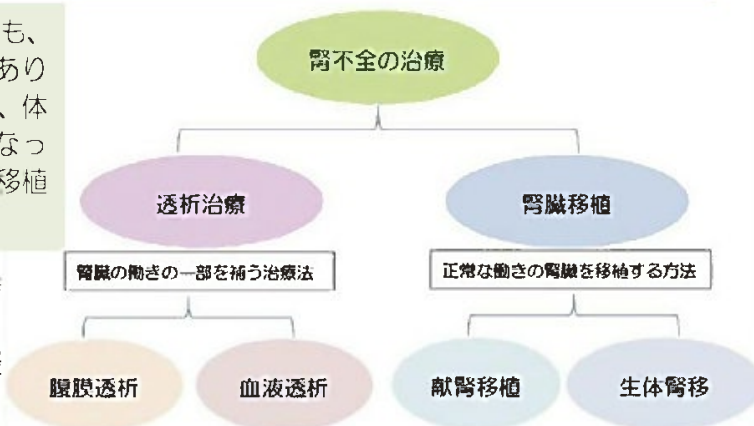 も、
あり
、体
なっ
移植
腎不全の治療
透析治療
腎臓移植
腎臓の働きの一部を補う治療法
正常な働きの腎臓を移植する方法
腹膜透析
血液透析
献腎移植
生体腎移